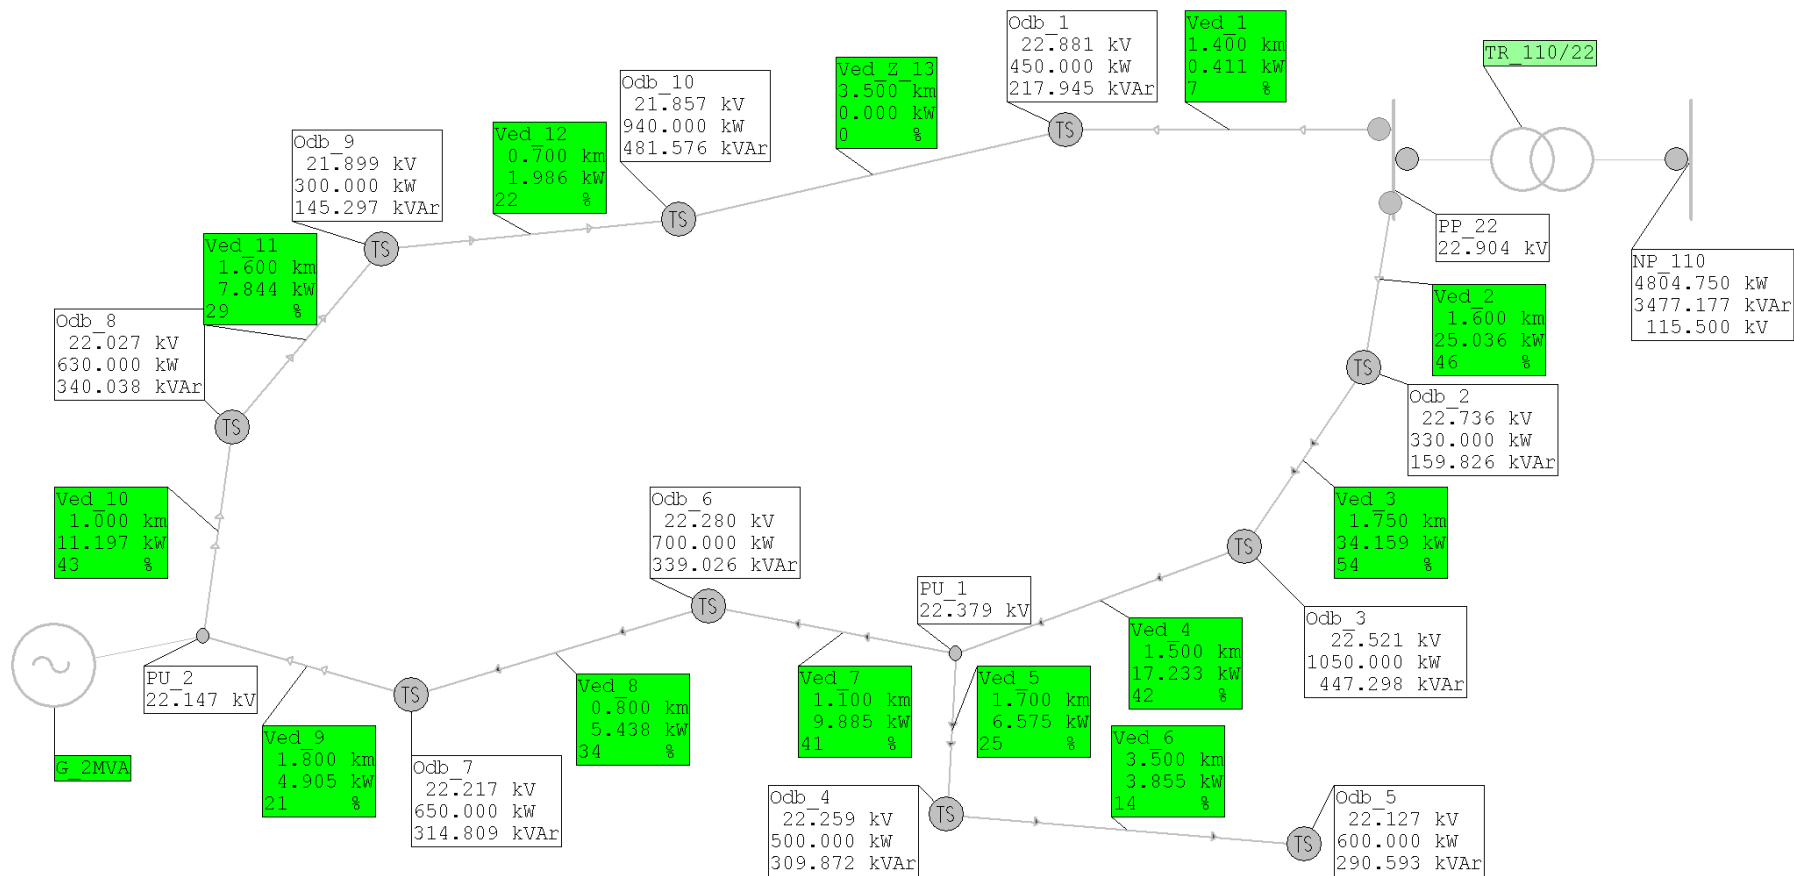 Odb_1
22.881 kV
450.000 kW
217.945 kVAr
Ved_1
1.400 km
0.411 kW
7 %
TR_110/22
Ved_Z_13
3.500 km
0.000 kW
0 %
Odb_10
21.857 kV
940.000 kW
481.576 kVAr
Ved_12
0.700 km
1.986 kW
22 %
Odb_9
21.899 kV
300.000 kW
145.297 kVAr
TS
TS
TS
PP_22
22.904 kV
NP_110
4804.750 kW
3477.177 kVAr
115.500 kV
Ved_11
1.600 km
7.844 kW
29 %
Ved_2
1.600 km
25.036 kW
46 %
Odb_8
22.027 kV
630.000 kW
340.038 kVAr
TS
TS
Odb_2
22.736 kV
330.000 kW
159.826 kVAr
Ved_10
1.000 km
11.197 kW
43 %
Odb_6
22.280 kV
700.000 kW
339.026 kVAr
Ved_3
1.750 km
34.159 kW
54 %
TS
TS
PU_1
22.379 kV
Odb_3
22.521 kV
1050.000 kW
447.298 kVAr
Ved_4
1.500 km
17.233 kW
42 %
PU_2
22.147 kV
TS
Ved_8
0.800 km
5.438 kW
34 %
Ved_7
1.100 km
9.885 kW
41 %
Ved_5
1.700 km
6.575 kW
25 %
Ved_9
1.800 km
4.905 kW
21 %
Ved_6
3.500 km
3.855 kW
14 %
G_2MVA
Odb_7
22.217 kV
650.000 kW
314.809 kVAr
Odb_4
22.259 kV
500.000 kW
309.872 kVAr
TS
TS
Odb_5
22.127 kV
600.000 kW
290.593 kVAr